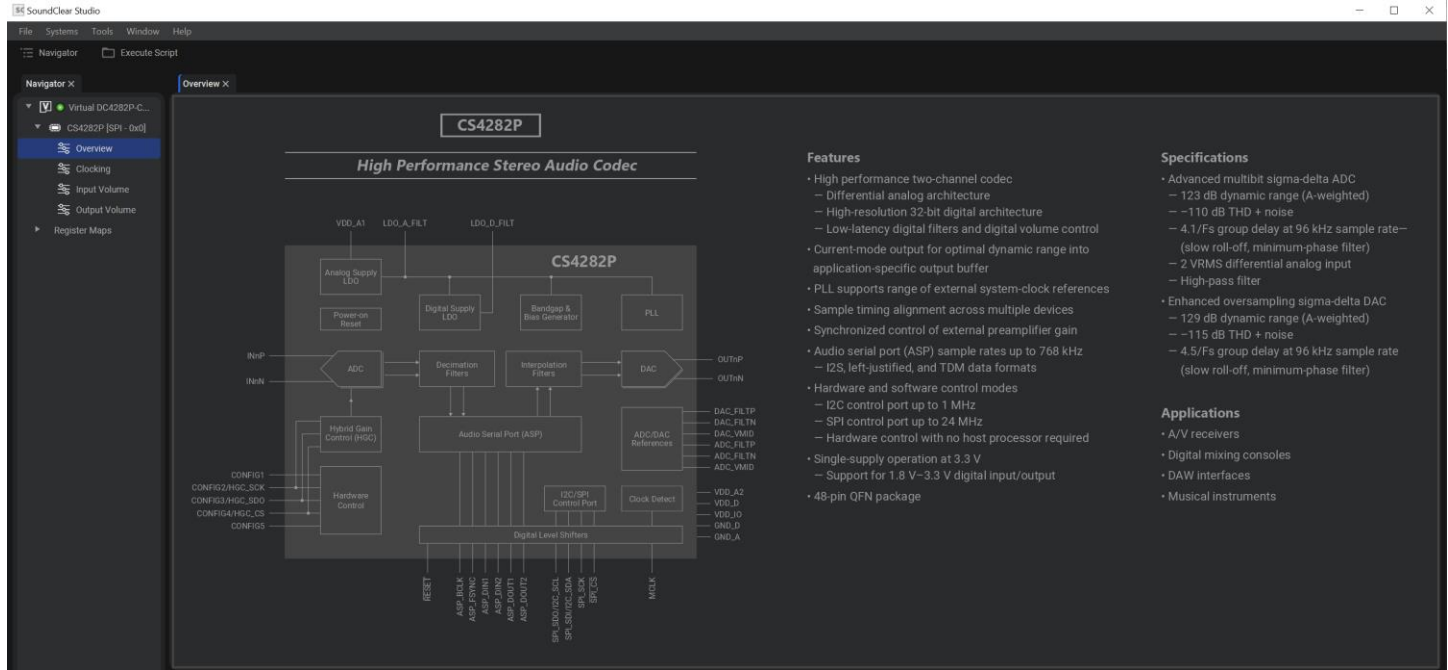 SC SoundClear Studio
File Systems Tools Window Help
Navigator Execute Script
Navigator ×
Virtual DC4282P-C...
CS4282P [SPI - 0x0]
Overview
Clocking
Input Volume
Output Volume
Register Maps
Overview ×
CS4282P
High Performance Stereo Audio Codec
VDD_A1 LDO_A_FILT LDO_D_FILT
CS4282P
Analog Supply
LDO
Power-on
Reset
Digital Supply
LDO
Bandgap &
Bias Generator
PLL
INnP
INnN
ADC
Decimation
Filters
Interpolation
Filters
DAC
OUTnP
OUTnN
Hybrid Gain
Control (HGC)
Audio Serial Port (ASP)
ADC/DAC
References
DAC_FILTP
DAC_FILTN
DAC_VMID
ADC_FILTP
ADC_FILTN
ADC_VMID
CONFIG1
CONFIG2/HGC_SCK
CONFIG3/HGC_SDO
CONFIG4/HGC_CS
CONFIG5
Hardware
Control
I2C/SPI
Control Port
Clock Detect
VDD_A2
VDD_D
VDD_IO
GND_D
GND_A
Digital Level Shifters
RESET
ASP_BCLK
ASP_FSYNC
ASP_DIN1
ASP_DIN2
ASP_DOUT1
ASP_DOUT2
SPI_SDO/I2C_SCL
SPI_SDI/I2C_SDA
SPI_SCK
SPI_CS
MCLK
Features
• High performance two-channel codec
— Differential analog architecture
— High-resolution 32-bit digital architecture
— Low-latency digital filters and digital volume control
• Current-mode output for optimal dynamic range into
application-specific output buffer
• PLL supports range of external system-clock references
• Sample timing alignment across multiple devices
• Synchronized control of external preamplifier gain
• Audio serial port (ASP) sample rates up to 768 kHz
— I2S, left-justified, and TDM data formats
• Hardware and software control modes
— I2C control port up to 1 MHz
— SPI control port up to 24 MHz
— Hardware control with no host processor required
• Single-supply operation at 3.3 V
— Support for 1.8 V–3.3 V digital input/output
• 48-pin QFN package
Specifications
• Advanced multibit sigma-delta ADC
— 123 dB dynamic range (A-weighted)
— −110 dB THD + noise
— 4.1/Fs group delay at 96 kHz sample rate—
(slow roll-off, minimum-phase filter)
— 2 VRMS differential analog input
— High-pass filter
• Enhanced oversampling sigma-delta DAC
— 129 dB dynamic range (A-weighted)
— −115 dB THD + noise
— 4.5/Fs group delay at 96 kHz sample rate
(slow roll-off, minimum-phase filter)
Applications
• A/V receivers
• Digital mixing consoles
• DAW interfaces
• Musical instruments